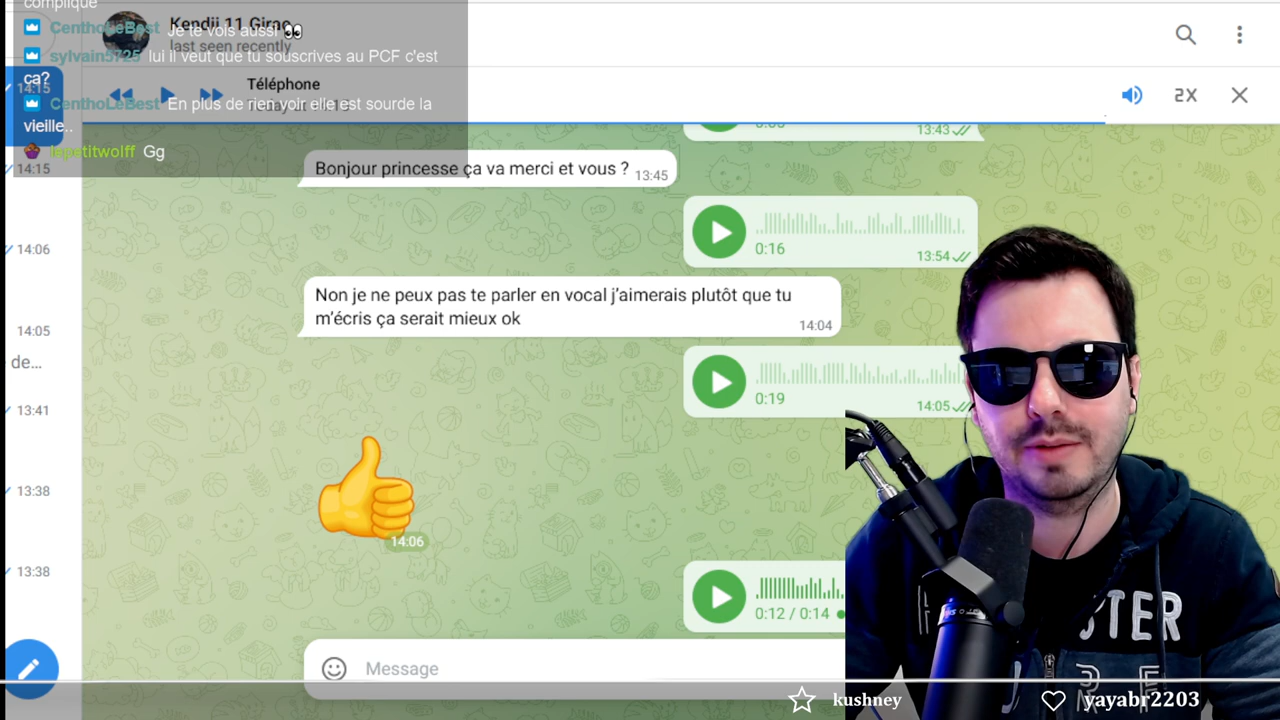 compliqué
CenthoLeBest Je te vois aussi 👀
sylvain5725 lui il veut que tu souscrives au PCF c'est
ça?
CenthoLeBest En plus de rien voir elle est sourde la
vieille..
lepetitwolff Gg
Kendji 11 Girac
last seen recently
Téléphone
2X
14:15
14:15
14:06
14:05
de...
13:41
13:38
13:38
13:43
Bonjour princesse ça va merci et vous ? 13:45
0:16
13:54
Non je ne peux pas te parler en vocal j'aimerais plutôt que tu
m'écris ça serait mieux ok
14:04
0:19
14:05
14:06
0:12 / 0:14
Message
STER
kushney
yayabr2203